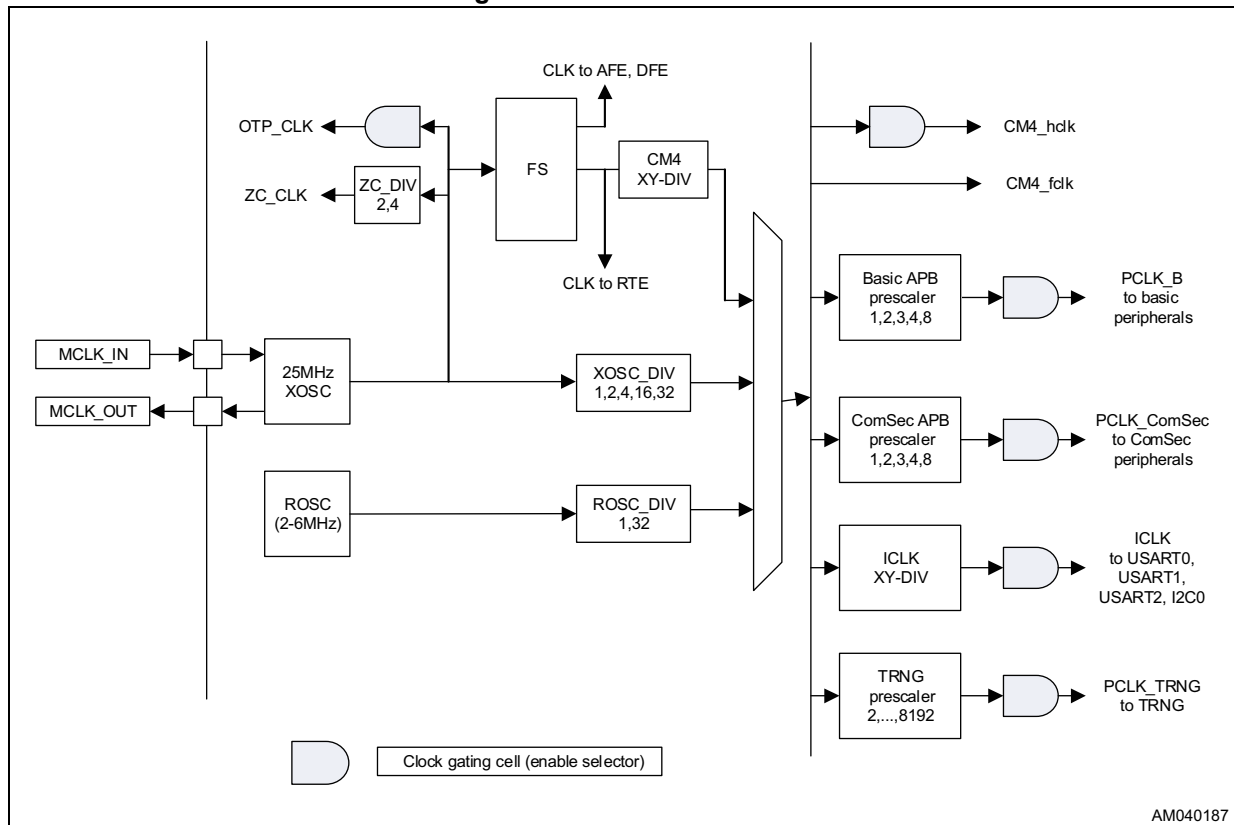 CLK to AFE, DFE
OTP_CLK
FS
CM4
XY-DIV
CM4_hclk
ZC_CLK
ZC_DIV
2,4
CM4_fclk
CLK to RTE
Basic APB
prescaler
1,2,3,4,8
PCLK_B
to basic
peripherals
MCLK_IN
MCLK_OUT
25MHz
XOSC
XOSC_DIV
1,2,4,16,32
ComSec APB
prescaler
1,2,3,4,8
PCLK_ComSec
to ComSec
peripherals
ROSC
(2-6MHz)
ROSC_DIV
1,32
ICLK
XY-DIV
ICLK
to USART0,
USART1,
USART2, I2C0
TRNG
prescaler
2,...,8192
PCLK_TRNG
to TRNG
Clock gating cell (enable selector)
AM040187